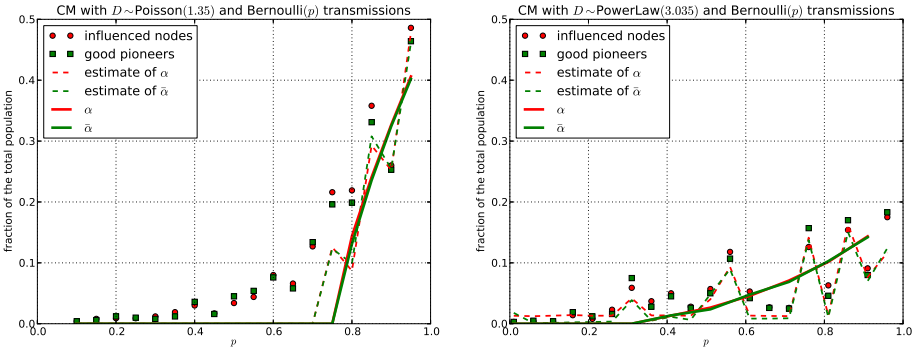 CM with D∼Poisson(1.35) and Bernoulli(p) transmissions
fraction of the total population
0.5
0.4
0.3
0.2
0.1
0.0
influenced nodes
good pioneers
estimate of α
estimate of ᾱ
α
ᾱ
0.0 0.2 0.4 0.6 0.8 1.0
p
CM with D∼PowerLaw(3.035) and Bernoulli(p) transmissions
fraction of the total population
0.5
0.4
0.3
0.2
0.1
0.0
influenced nodes
good pioneers
estimate of α
estimate of ᾱ
α
ᾱ
0.0 0.2 0.4 0.6 0.8 1.0
p